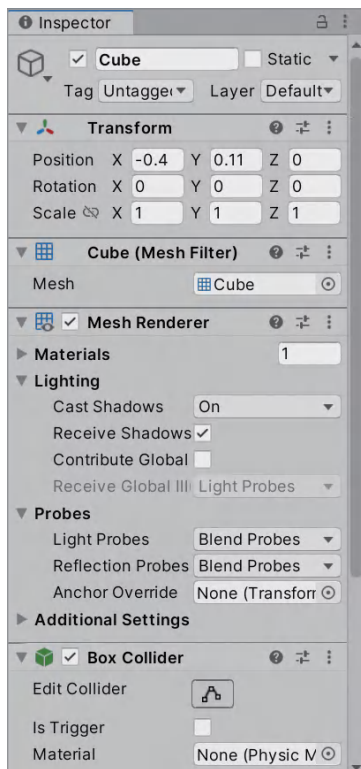 Inspector
Cube Static
Tag Untagged Layer Default
Transform
Position X -0.4 Y 0.11 Z 0
Rotation X 0 Y 0 Z 0
Scale X 1 Y 1 Z 1
Cube (Mesh Filter)
Mesh Cube
Mesh Renderer
Materials 1
Lighting
Cast Shadows On
Receive Shadows
Contribute Global
Receive Global Illi Light Probes
Probes
Light Probes Blend Probes
Reflection Probes Blend Probes
Anchor Override None (Transforr
Additional Settings
Box Collider
Edit Collider
Is Trigger
Material None (Physic M